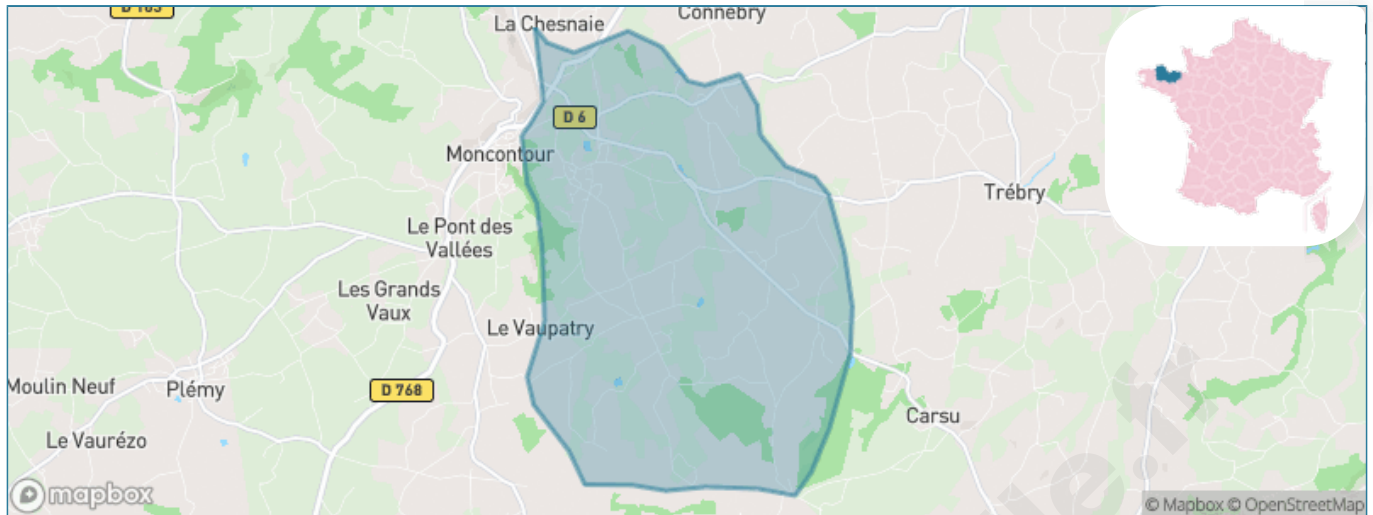 La Chesnaie
Connebry
D 6
Moncontour
Trébry
Le Pont des
Vallées
Les Grands
Vaux
Le Vaupatry
Moulin Neuf
Plémy
D 768
Carsu
Le Vaurézo
mapbox
© Mapbox © OpenStreetMap